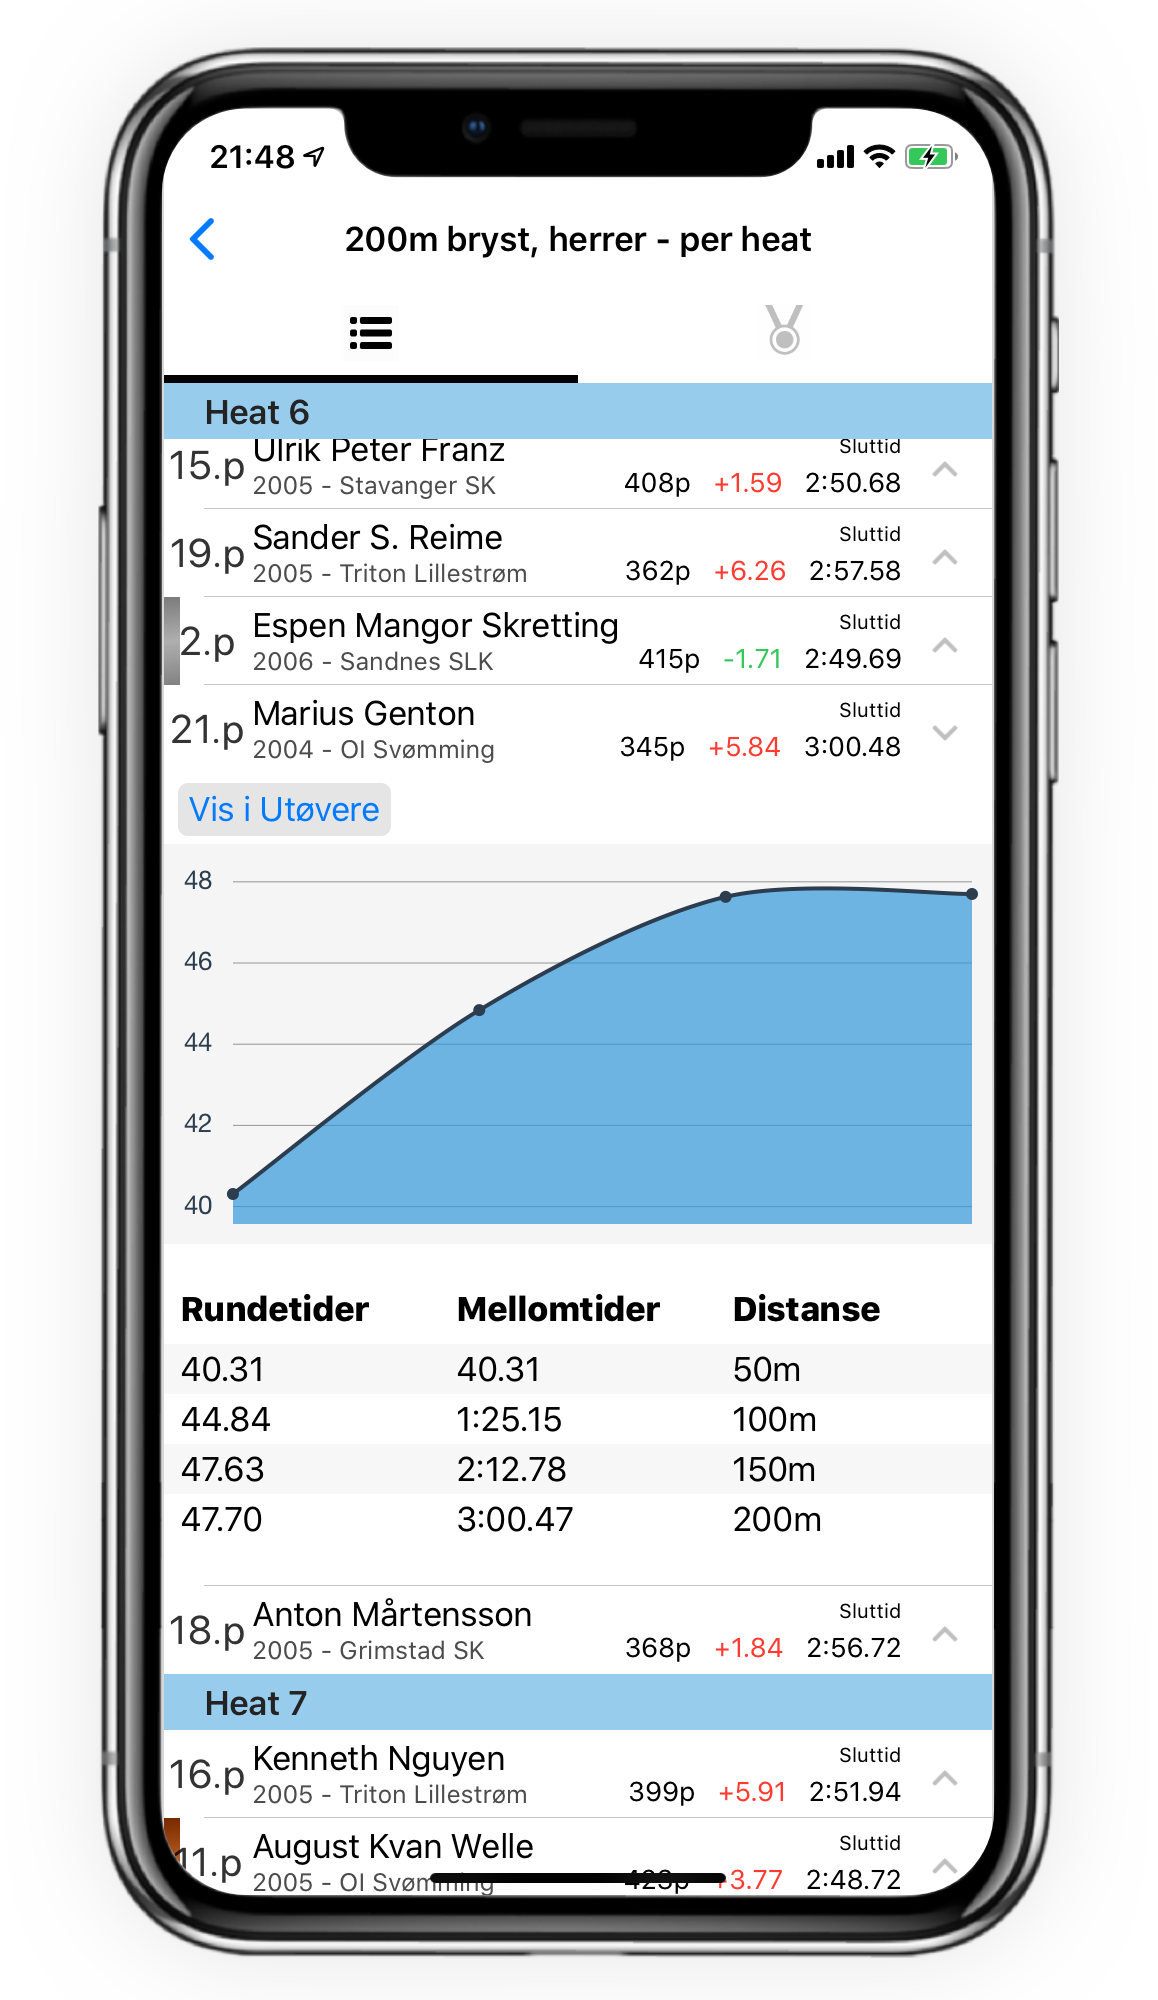 21:48
200m bryst, herrer - per heat
Heat 6
15.p Ulrik Peter Franz Sluttid
2005 - Stavanger SK 408p +1.59 2:50.68
19.p Sander S. Reime Sluttid
2005 - Triton Lillestrøm 362p +6.26 2:57.58
2.p Espen Mangor Skretting Sluttid
2006 - Sandnes SLK 415p -1.71 2:49.69
21.p Marius Genton Sluttid
2004 - OI Svømming 345p +5.84 3:00.48
Vis i Utøvere
48
46
44
42
40
Rundetider Mellomtider Distanse
40.31 40.31 50m
44.84 1:25.15 100m
47.63 2:12.78 150m
47.70 3:00.47 200m
18.p Anton Mårtensson Sluttid
2005 - Grimstad SK 368p +1.84 2:56.72
Heat 7
16.p Kenneth Nguyen Sluttid
2005 - Triton Lillestrøm 399p +5.91 2:51.94
11.p August Kvan Welle Sluttid
2005 - OI Svømming 423p +3.77 2:48.72